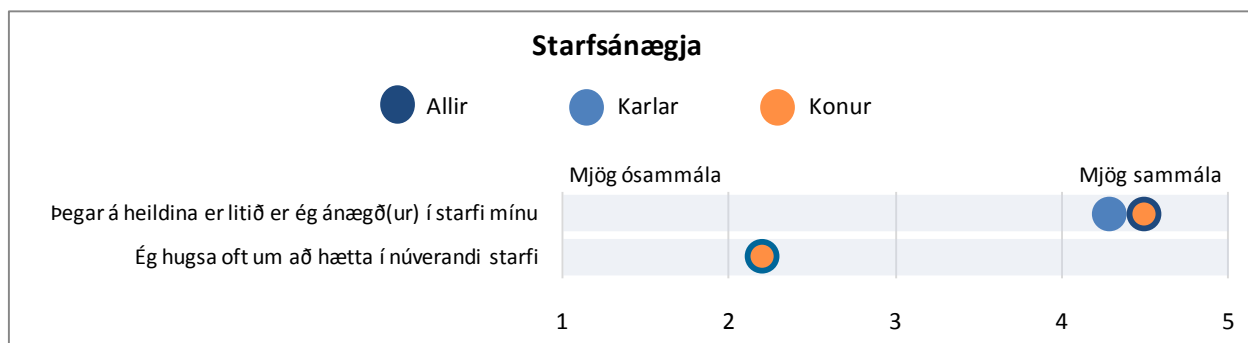 Starfsánægja
Allir Karlar Konur
Mjög ósammála Mjög sammála
Þegar á heildina er litið er ég ánægð(ur) í starfi mínu
Ég hugsa oft um að hætta í núverandi starfi
1 2 3 4 5